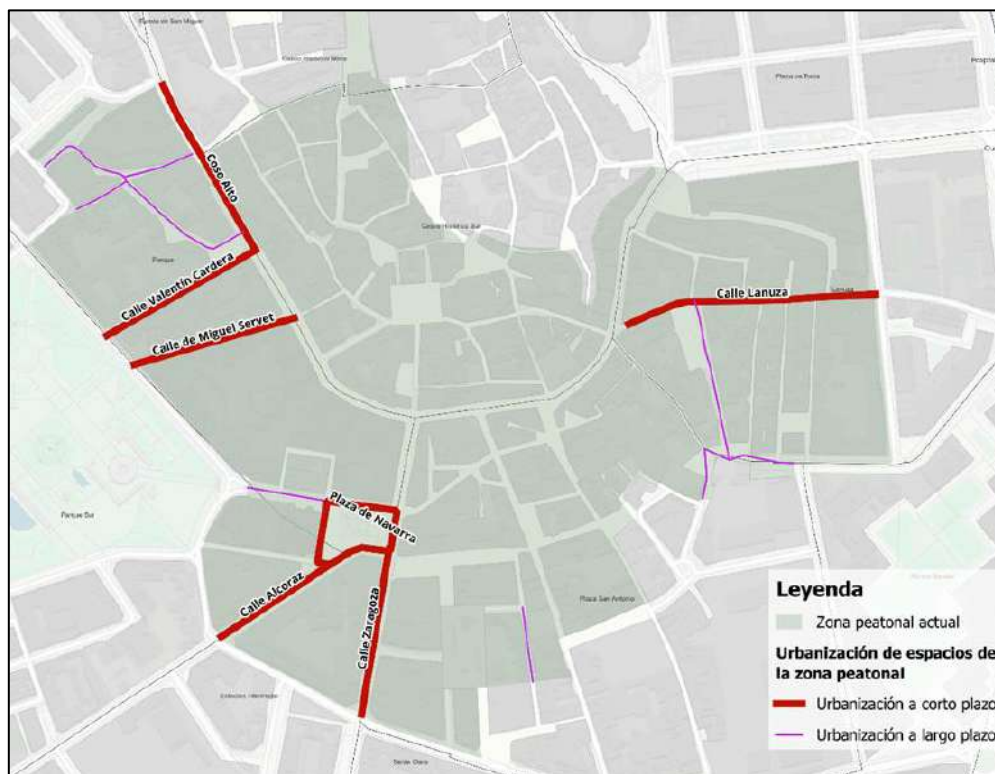 Coso Alto
Calle Valentín Cardera
Calle de Miguel Servet
Calle Lanuza
Parque
Plaza de Navarra
Calle Alcoraz
Calle Zaragoza
Parque Sur
Plaza San Antonio
Leyenda
Zona peatonal actual
Urbanización de espacios de
la zona peatonal
Urbanización a corto plazo
Urbanización a largo plazo